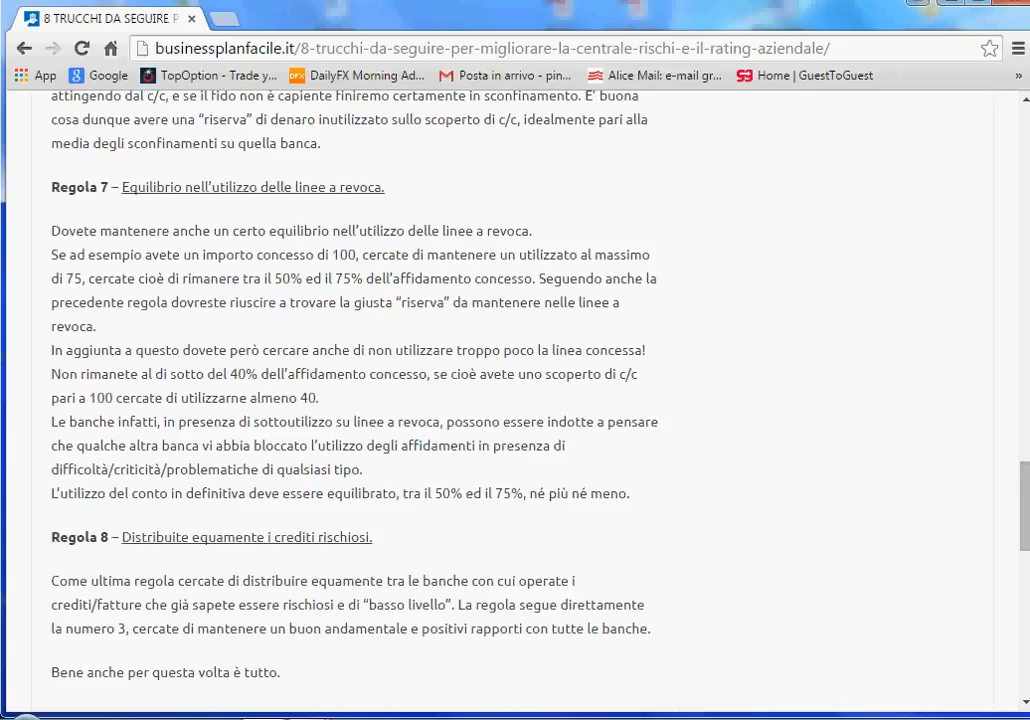 8 TRUCCHI DA SEGUIRE P
businessplanfacile.it/8-trucchi-da-seguire-per-migliorare-la-centrale-rischi-e-il-rating-aziendale/
App
Google
TopOption - Trade y...
DFX DailyFX Morning Ad...
Posta in arrivo - pin...
Alice Mail: e-mail gr...
Home | GuestToGuest
»
attingendo dal c/c, e se il fido non è capiente finiremo certamente in sconfinamento. E' buona
cosa dunque avere una “riserva” di denaro inutilizzato sullo scoperto di c/c, idealmente pari alla
media degli sconfinamenti su quella banca.
Regola 7 – Equilibrio nell’utilizzo delle linee a revoca.
Dovete mantenere anche un certo equilibrio nell’utilizzo delle linee a revoca.
Se ad esempio avete un importo concesso di 100, cercate di mantenere un utilizzato al massimo
di 75, cercate cioè di rimanere tra il 50% ed il 75% dell’affidamento concesso. Seguendo anche la
precedente regola dovreste riuscire a trovare la giusta “riserva” da mantenere nelle linee a
revoca.
In aggiunta a questo dovete però cercare anche di non utilizzare troppo poco la linea concessa!
Non rimanete al di sotto del 40% dell’affidamento concesso, se cioè avete uno scoperto di c/c
pari a 100 cercate di utilizzarne almeno 40.
Le banche infatti, in presenza di sottoutilizzo su linee a revoca, possono essere indotte a pensare
che qualche altra banca vi abbia bloccato l’utilizzo degli affidamenti in presenza di
difficoltà/criticità/problematiche di qualsiasi tipo.
L’utilizzo del conto in definitiva deve essere equilibrato, tra il 50% ed il 75%, né più né meno.
Regola 8 – Distribuite equamente i crediti rischiosi.
Come ultima regola cercate di distribuire equamente tra le banche con cui operate i
crediti/fatture che già sapete essere rischiosi e di “basso livello”. La regola segue direttamente
la numero 3, cercate di mantenere un buon andamentale e positivi rapporti con tutte le banche.
Bene anche per questa volta è tutto.